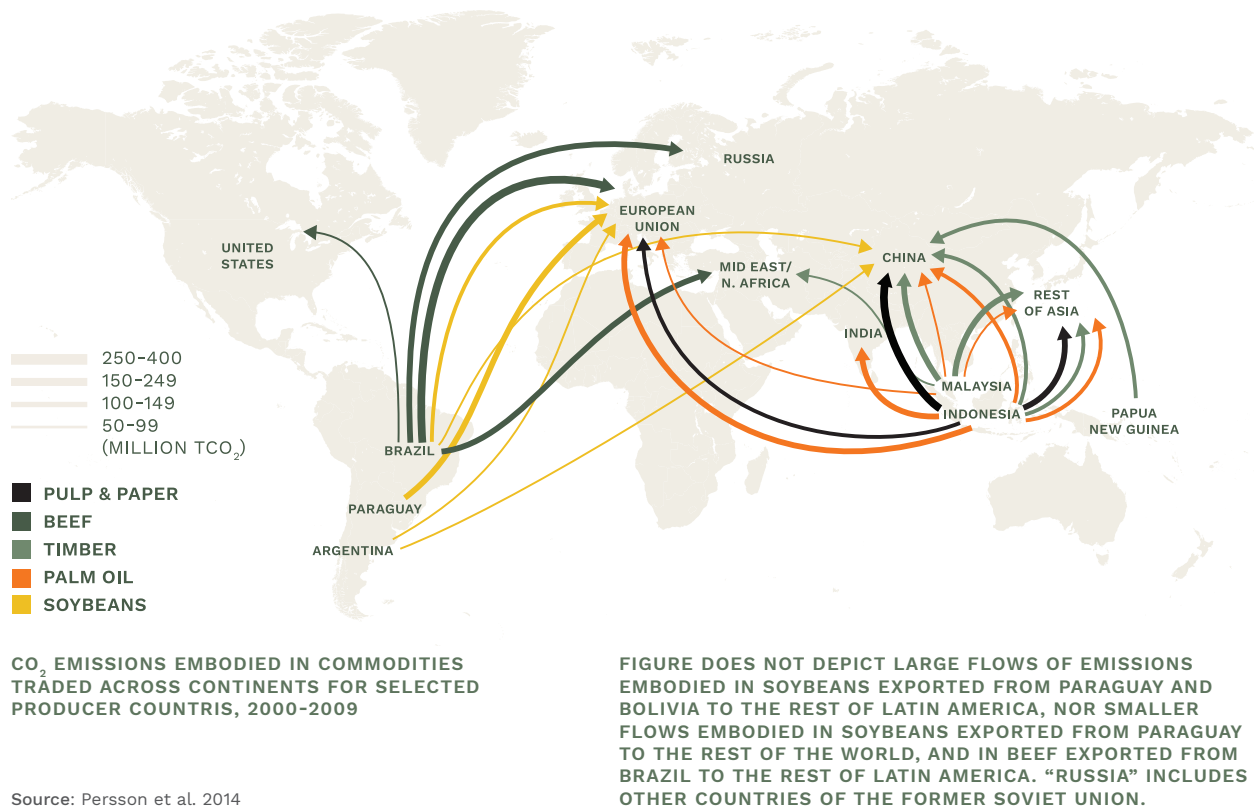 RUSSIA
EUROPEAN
UNION
UNITED
STATES
CHINA
MID EAST/
N. AFRICA
REST
OF ASIA
INDIA
MALAYSIA
INDONESIA
PAPUA
NEW GUINEA
BRAZIL
PARAGUAY
ARGENTINA
250-400
150-249
100-149
50-99
(MILLION TCO₂)
PULP & PAPER
BEEF
TIMBER
PALM OIL
SOYBEANS
CO₂ EMISSIONS EMBODIED IN COMMODITIES
TRADED ACROSS CONTINENTS FOR SELECTED
PRODUCER COUNTRIS, 2000-2009
Source: Persson et al. 2014
FIGURE DOES NOT DEPICT LARGE FLOWS OF EMISSIONS
EMBODIED IN SOYBEANS EXPORTED FROM PARAGUAY AND
BOLIVIA TO THE REST OF LATIN AMERICA, NOR SMALLER
FLOWS EMBODIED IN SOYBEANS EXPORTED FROM PARAGUAY
TO THE REST OF THE WORLD, AND IN BEEF EXPORTED FROM
BRAZIL TO THE REST OF LATIN AMERICA. “RUSSIA” INCLUDES
OTHER COUNTRIES OF THE FORMER SOVIET UNION.